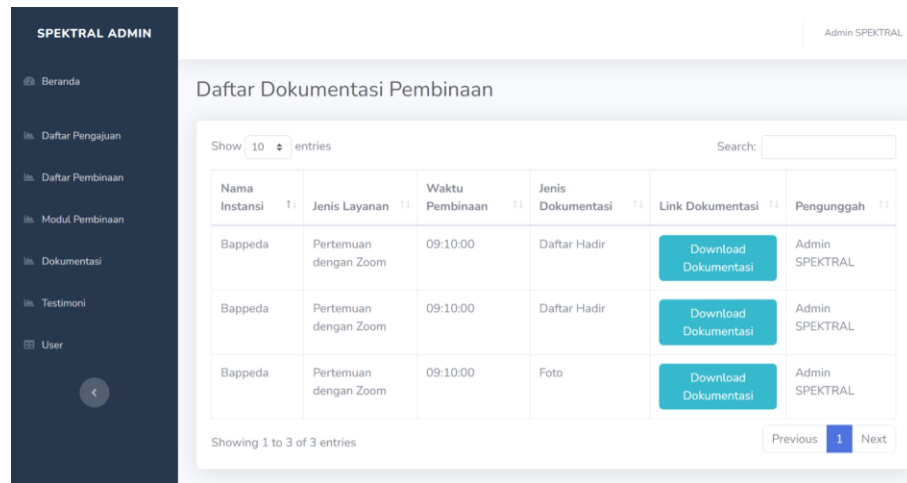 SPEKTRAL ADMIN
Admin SPEKTRAL
Beranda
Daftar Pengajuan
Daftar Pembinaan
Modul Pembinaan
Dokumentasi
Testimoni
User
Daftar Dokumentasi Pembinaan
Show 10 entries
Search:
Nama Instansi
Jenis Layanan
Waktu Pembinaan
Jenis Dokumentasi
Link Dokumentasi
Pengunggah
Bappeda
Pertemuan
dengan Zoom
09:10:00
Daftar Hadir
Download
Dokumentasi
Admin
SPEKTRAL
Bappeda
Pertemuan
dengan Zoom
09:10:00
Daftar Hadir
Download
Dokumentasi
Admin
SPEKTRAL
Bappeda
Pertemuan
dengan Zoom
09:10:00
Foto
Download
Dokumentasi
Admin
SPEKTRAL
Showing 1 to 3 of 3 entries
Previous 1 Next